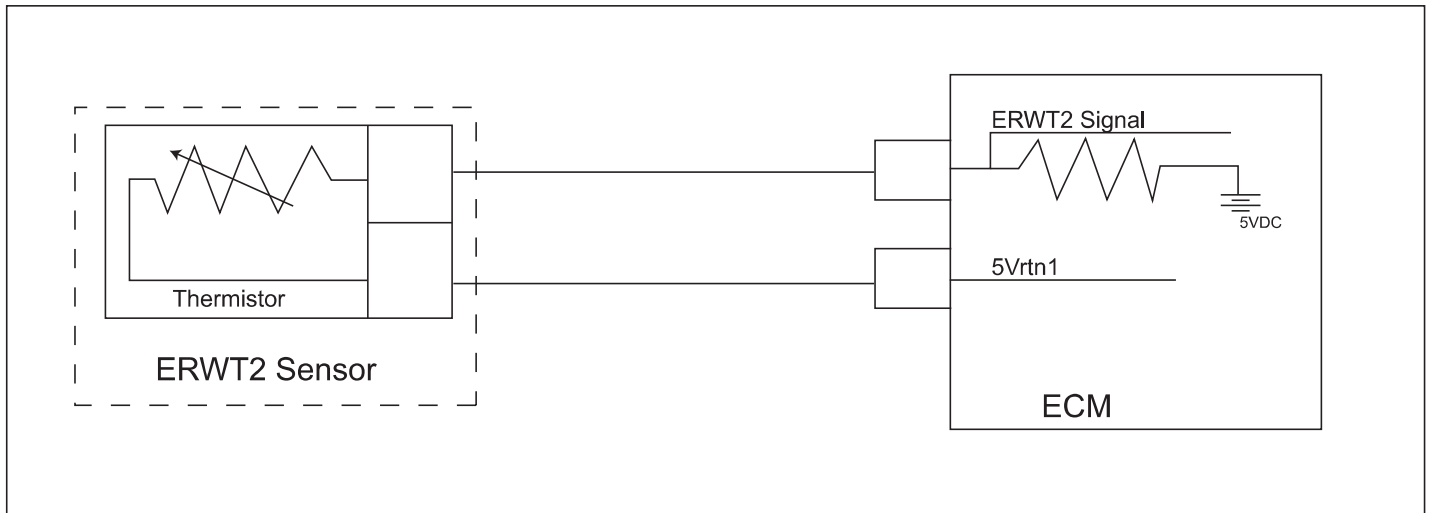 ERWT2 Signal
5VDC
Thermistor
5Vrtn1
ERWT2 Sensor
ECM